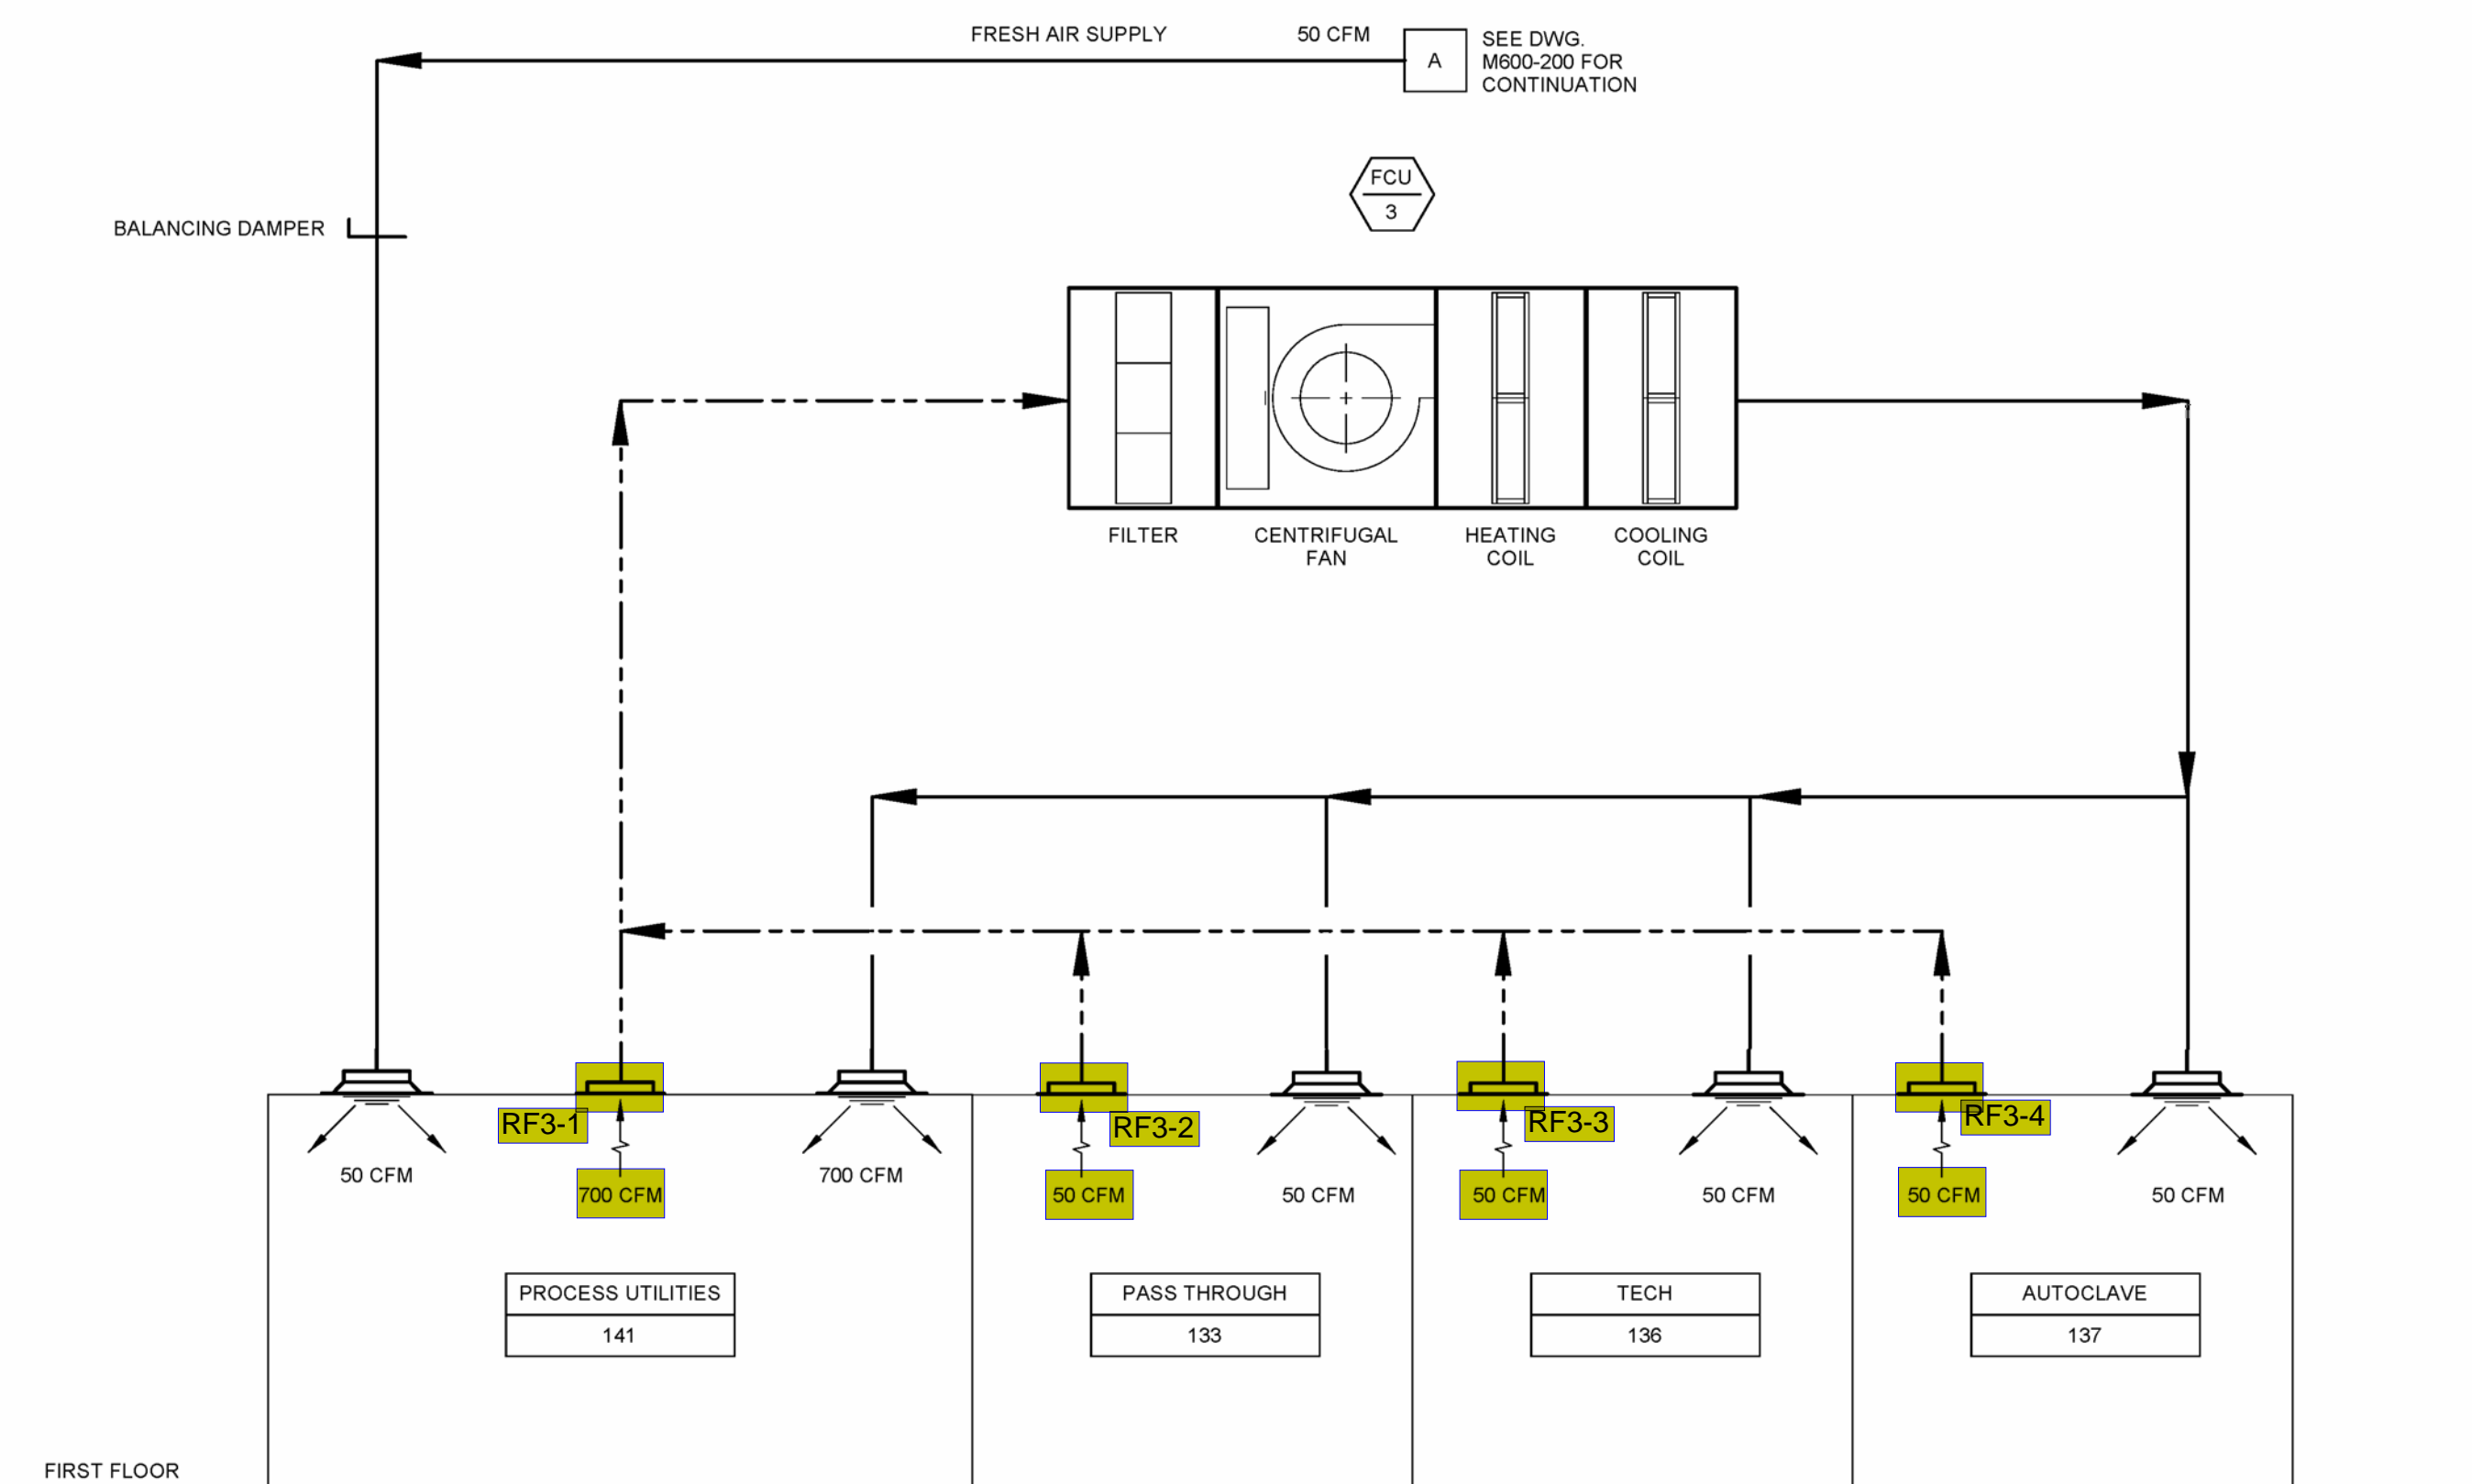 FRESH AIR SUPPLY 50 CFM
A
SEE DWG.
M600-200 FOR
CONTINUATION
FCU
3
BALANCING DAMPER
FILTER
CENTRIFUGAL
FAN
HEATING
COIL
COOLING
COIL
RF3-1
RF3-2
RF3-3
RF3-4
50 CFM
700 CFM
700 CFM
50 CFM
50 CFM
50 CFM
50 CFM
50 CFM
50 CFM
PROCESS UTILITIES
141
PASS THROUGH
133
TECH
136
AUTOCLAVE
137
FIRST FLOOR